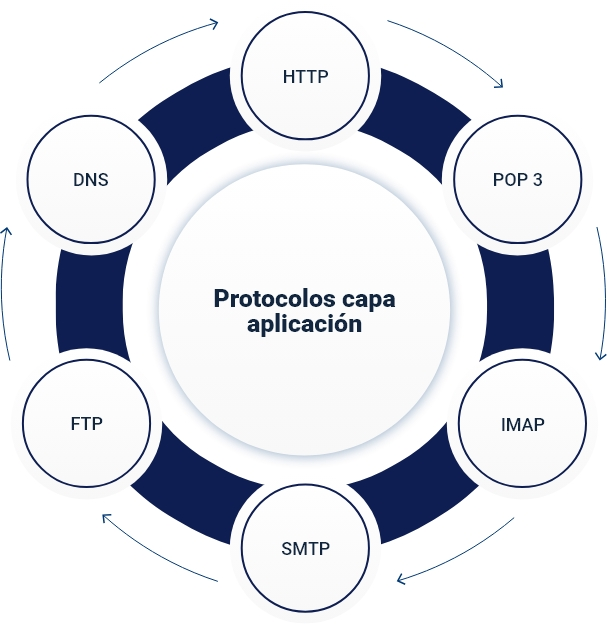 HTTP
DNS
POP 3
Protocolos capa
aplicación
FTP
IMAP
SMTP